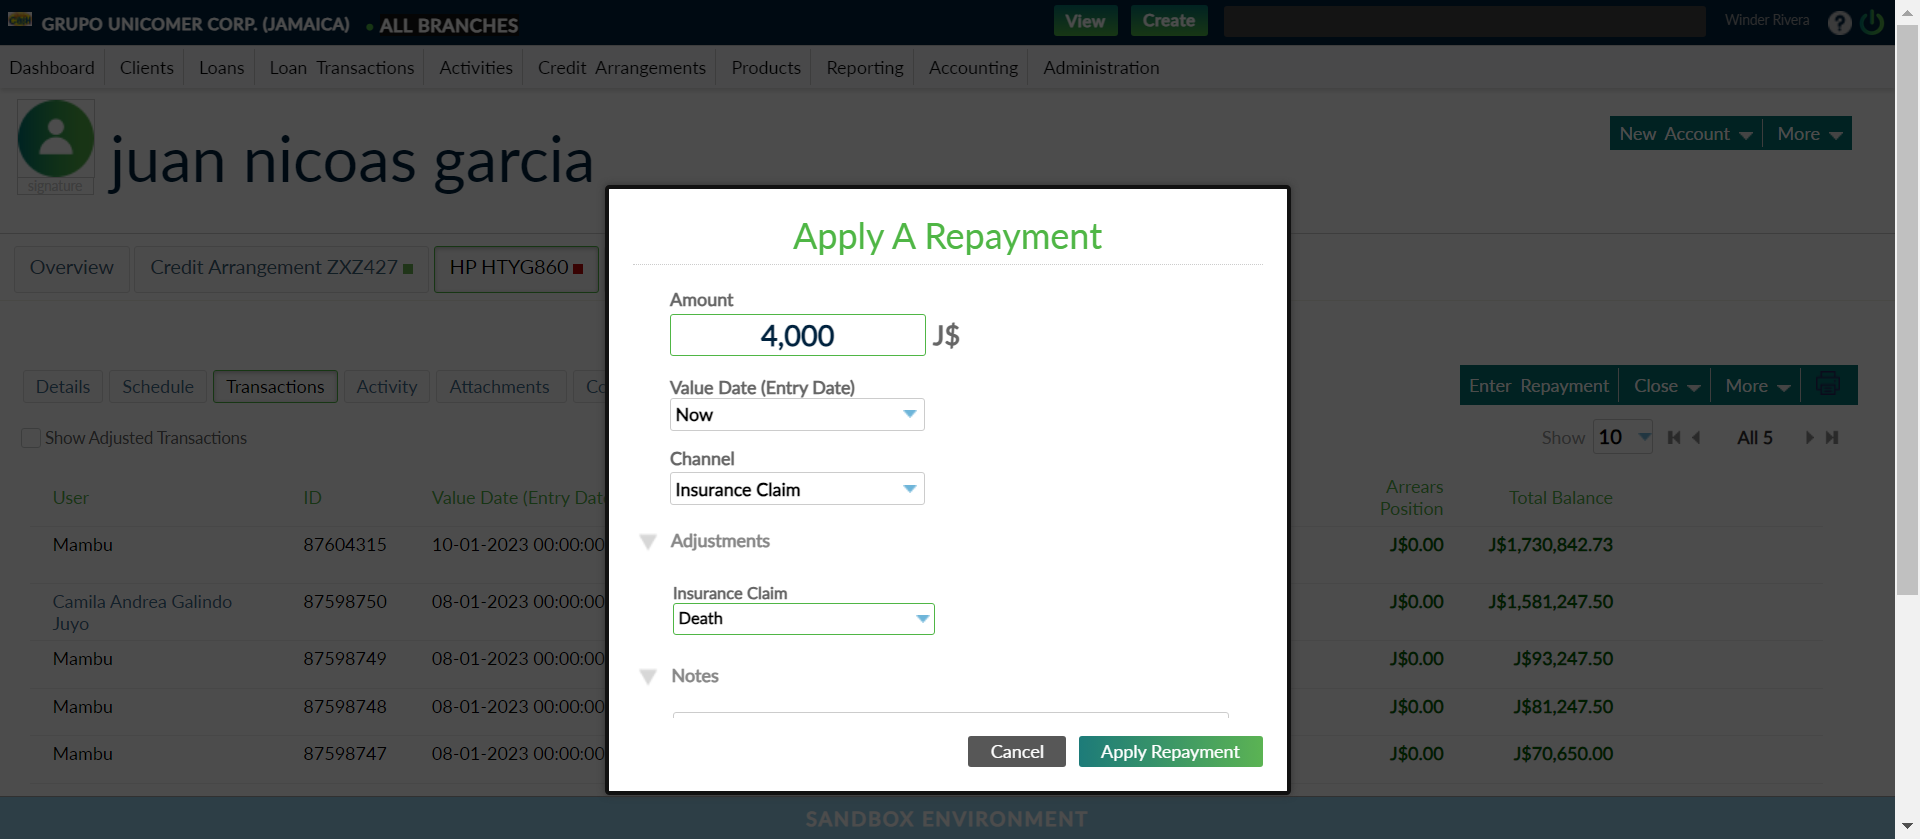 GRUPO UNICOMER CORP. (JAMAICA) ALL BRANCHES View Create Winder Rivera ?
Dashboard Clients Loans Loan Transactions Activities Credit Arrangements Products Reporting Accounting Administration
signature
juan nicoas garcia
New Account More
Overview Credit Arrangement ZXZ427 HP HTYG860
Details Schedule Transactions Activity Attachments Co
Enter Repayment Close More
Show Adjusted Transactions
Show 10 All 5
User ID Value Date (Entry Date Arrears Position Total Balance
Mambu 87604315 10-01-2023 00:00:00 J$0.00 J$1,730,842.73
Camila Andrea Galindo Juyo 87598750 08-01-2023 00:00:00 J$0.00 J$1,581,247.50
Mambu 87598749 08-01-2023 00:00:00 J$0.00 J$93,247.50
Mambu 87598748 08-01-2023 00:00:00 J$0.00 J$81,247.50
Mambu 87598747 08-01-2023 00:00:00 J$0.00 J$70,650.00
Apply A Repayment
Amount
4,000 J$
Value Date (Entry Date)
Now
Channel
Insurance Claim
Adjustments
Insurance Claim
Death
Notes
Cancel Apply Repayment
SANDBOX ENVIRONMENT